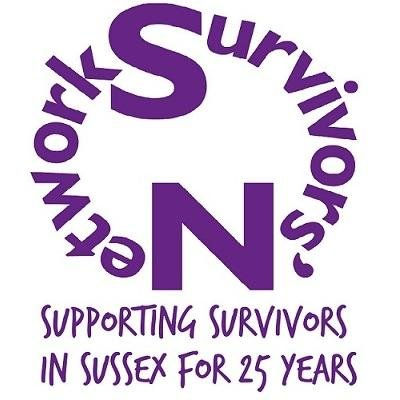 Survivors'
Network
SUPPORTING SURVIVORS
IN SUSSEX FOR 25 YEARS